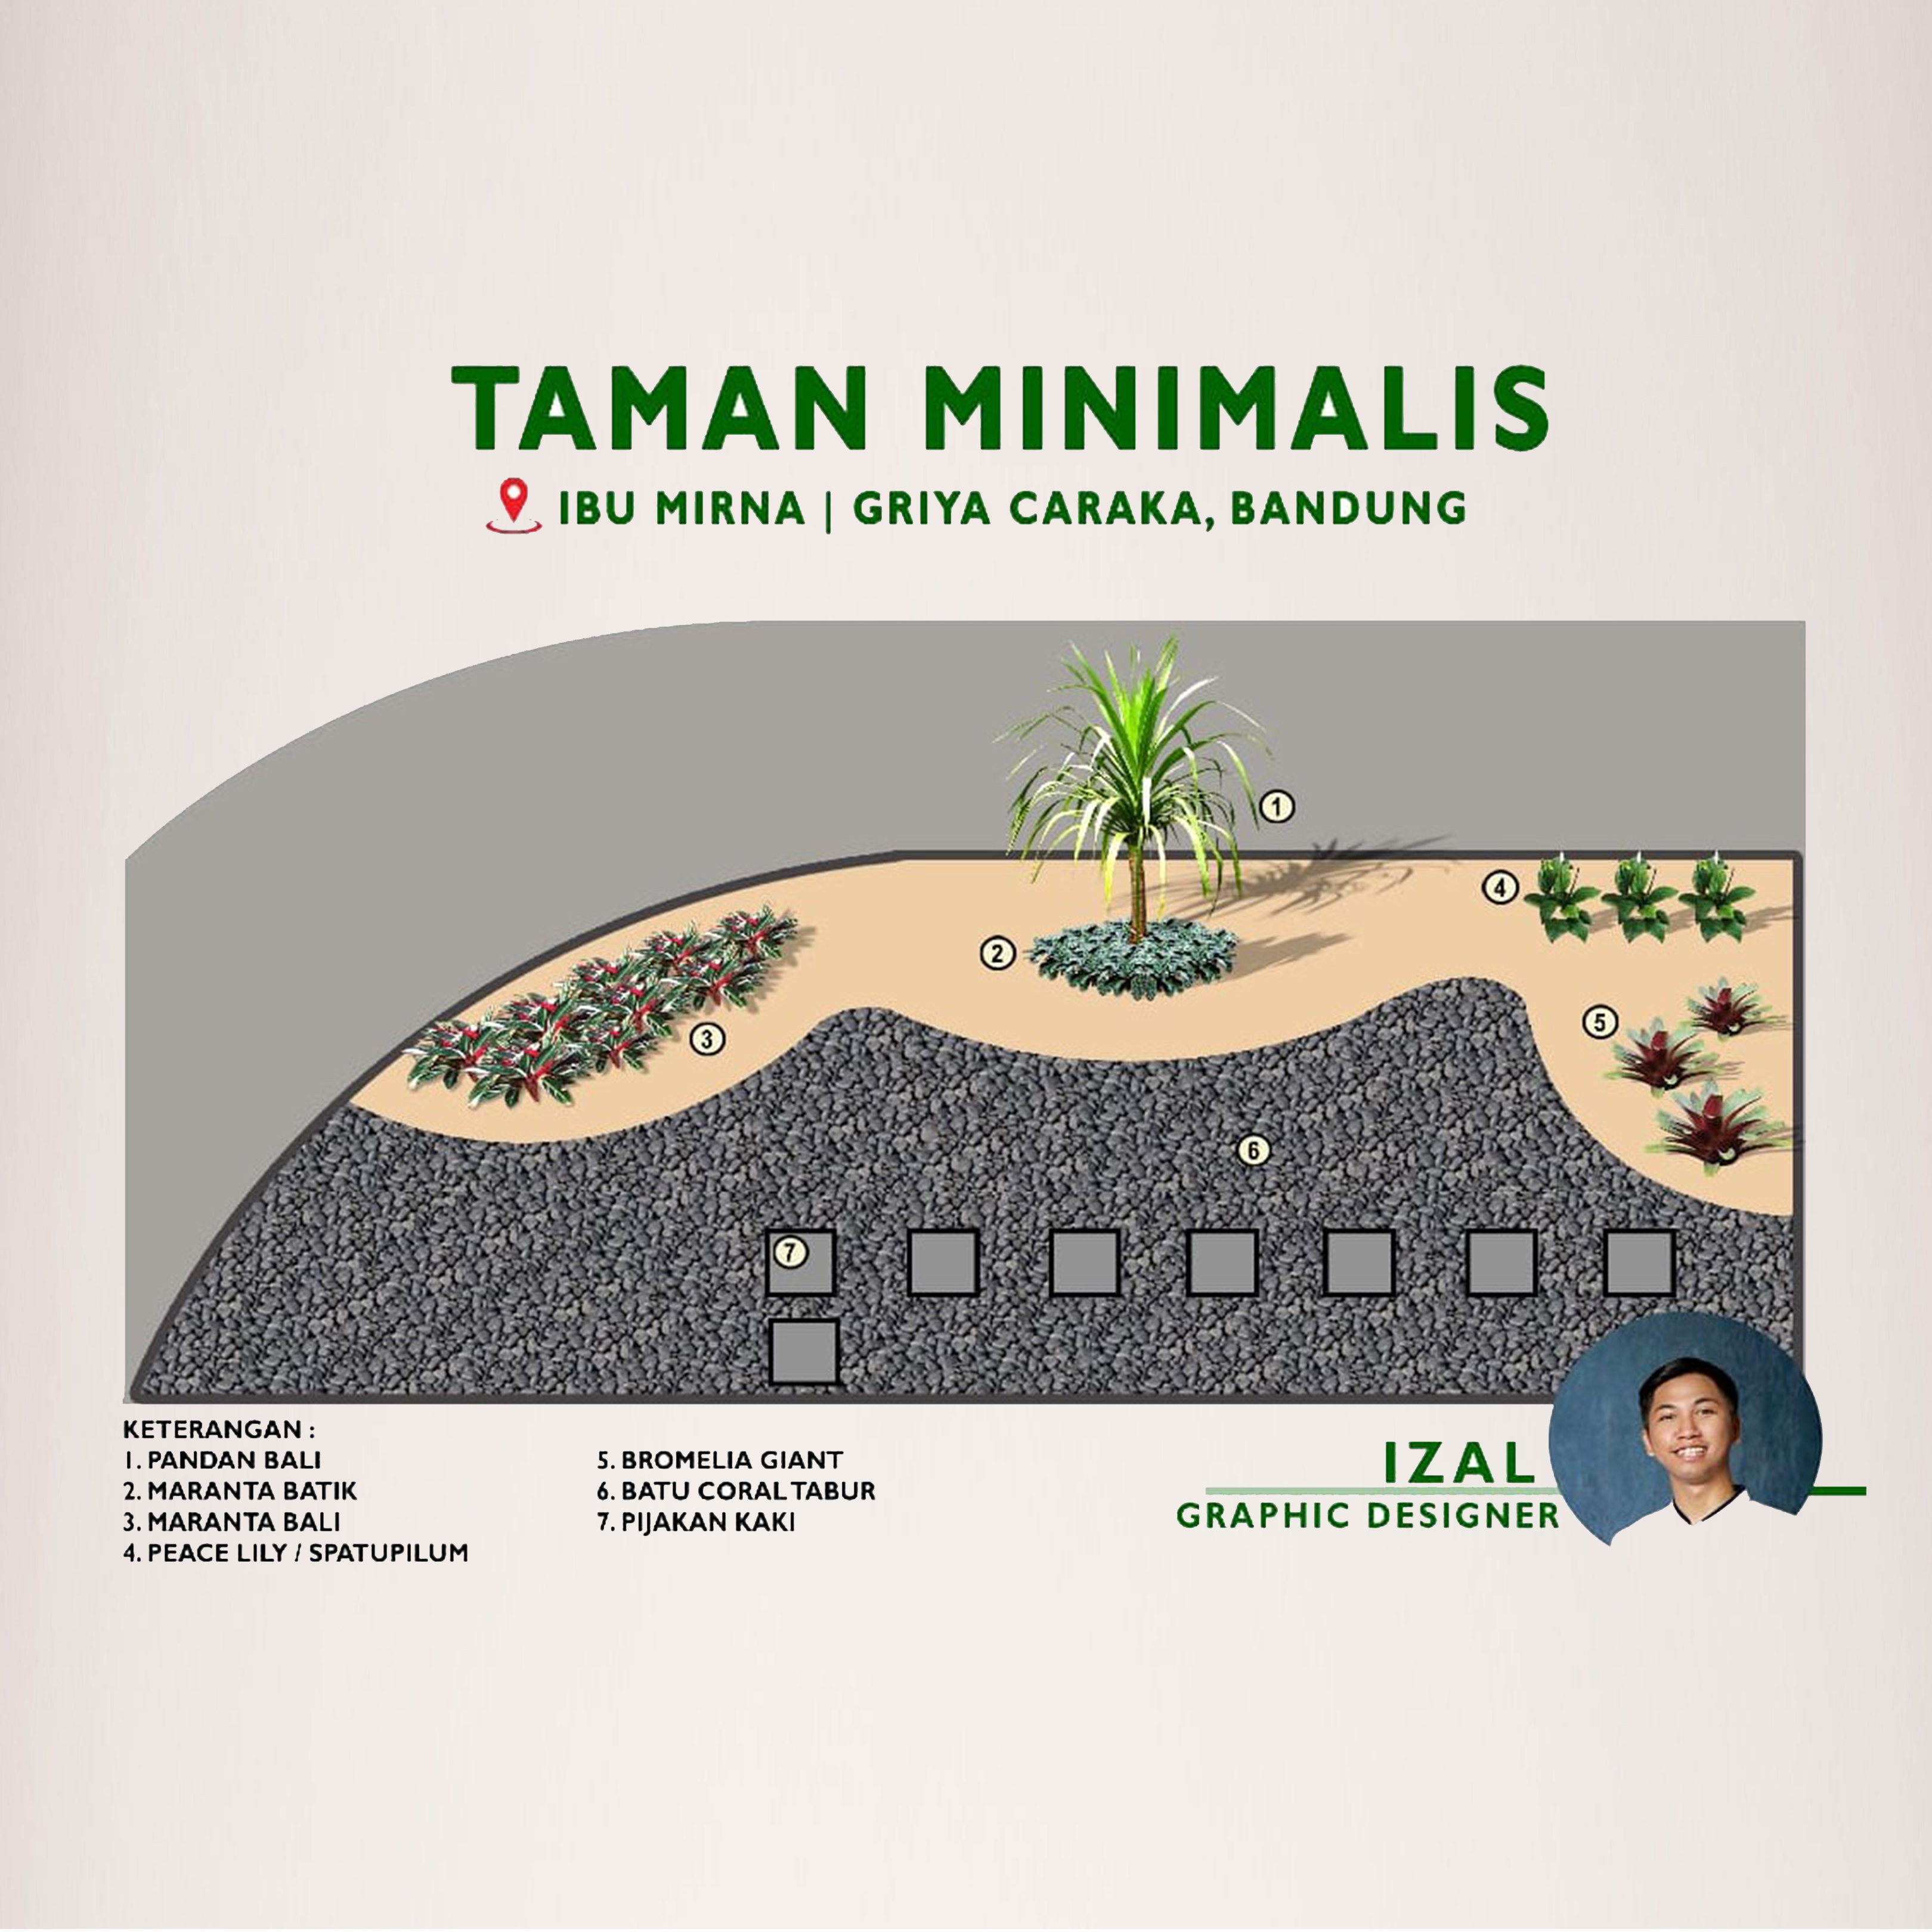 TAMAN MINIMALIS
IBU MIRNA | GRIYA CARAKA, BANDUNG
1
2
3
4
5
6
7
KETERANGAN :
1. PANDAN BALI
2. MARANTA BATIK
3. MARANTA BALI
4. PEACE LILY / SPATUPILUM
5. BROMELIA GIANT
6. BATU CORAL TABUR
7. PIJAKAN KAKI
IZAL
GRAPHIC DESIGNER